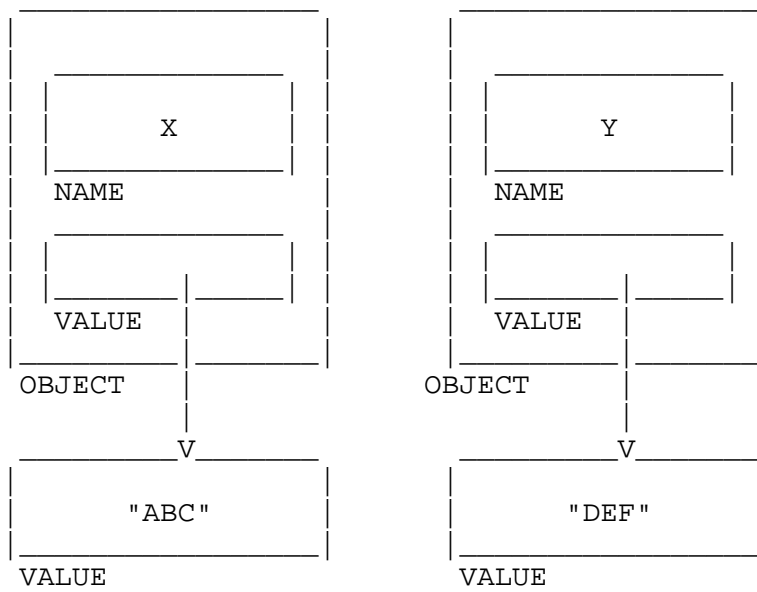 X Y
NAME NAME
VALUE VALUE
OBJECT OBJECT
V V
"ABC" "DEF"
VALUE VALUE